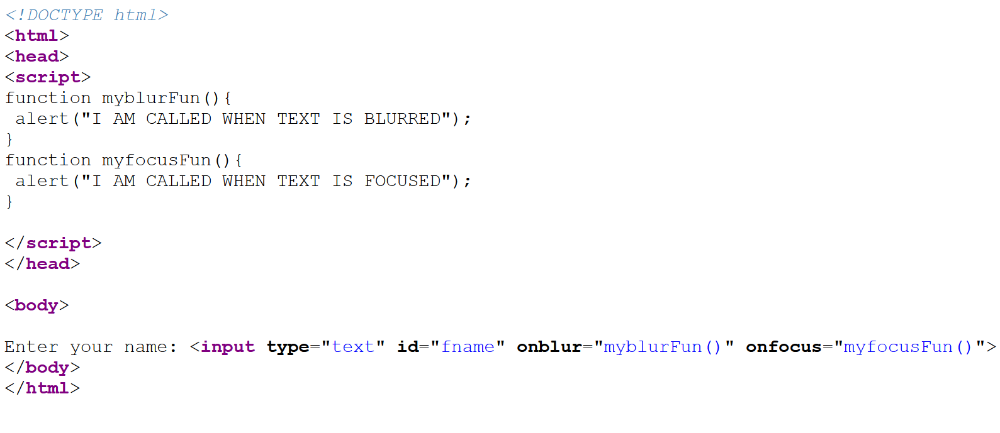 <!DOCTYPE html>
<html>
<head>
<script>
function myblurFun(){
 alert("I AM CALLED WHEN TEXT IS BLURRED");
}
function myfocusFun(){
 alert("I AM CALLED WHEN TEXT IS FOCUSED");
}
</script>
</head>
<body>
Enter your name: <input type="text" id="fname" onblur="myblurFun()" onfocus="myfocusFun()">
</body>
</html>